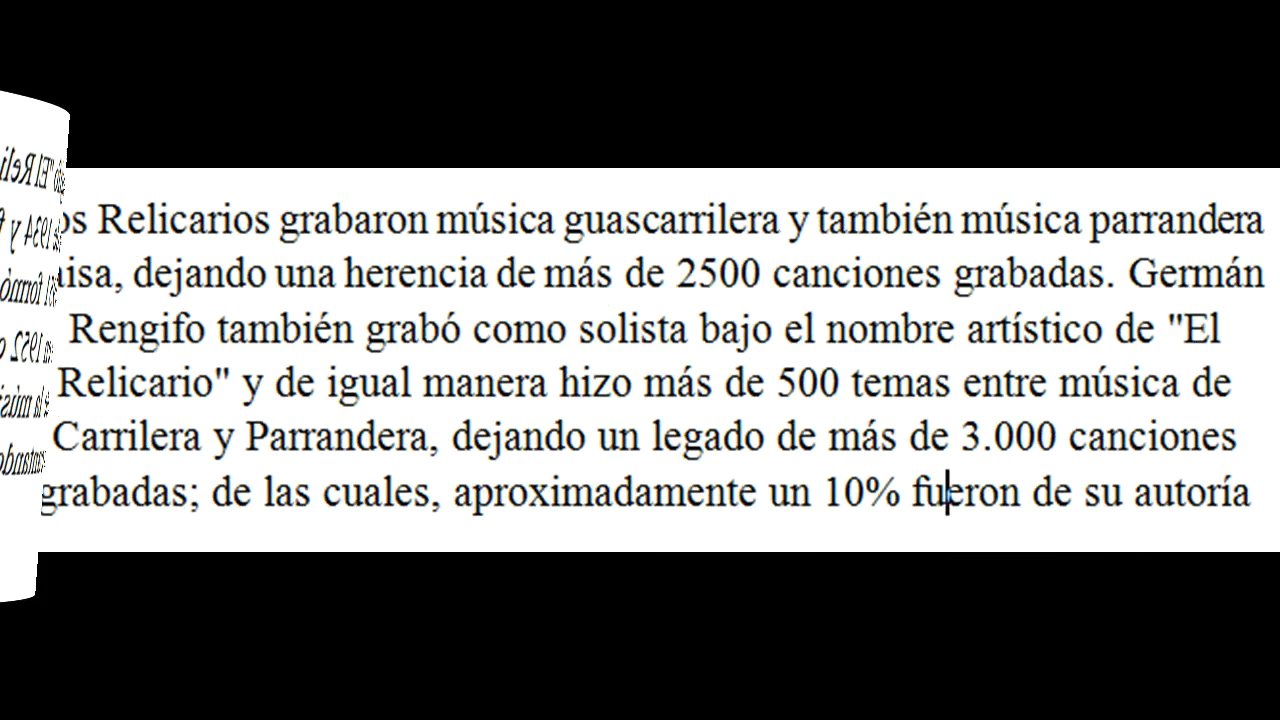 Relicarios grabaron música guascarrilera y también música parrandera
dejando una herencia de más de 2500 canciones grabadas. Germán
Rengifo también grabó como solista bajo el nombre artístico de "El
Relicario" y de igual manera hizo más de 500 temas entre música de
Carrilera y Parrandera, dejando un legado de más de 3.000 canciones
grabadas; de las cuales, aproximadamente un 10% fueron de su autoría